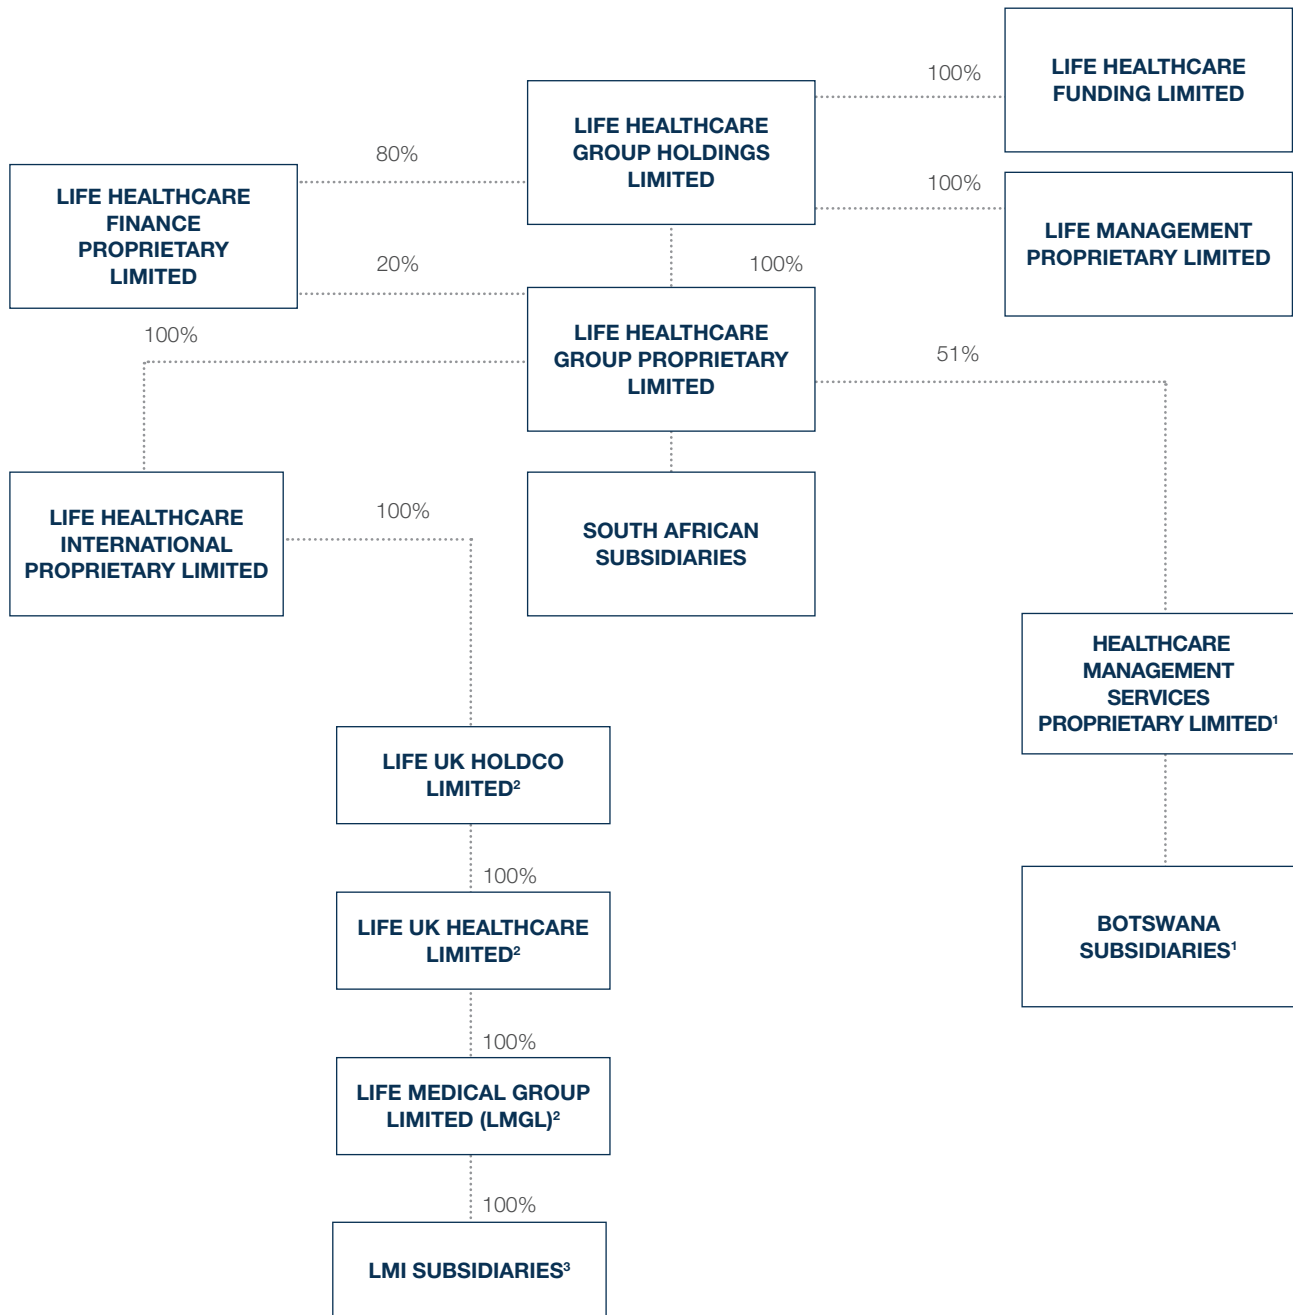 LIFE HEALTHCARE
FUNDING LIMITED
100%
LIFE HEALTHCARE
GROUP HOLDINGS
LIMITED
80%
LIFE HEALTHCARE
FINANCE
PROPRIETARY
LIMITED
100%
LIFE MANAGEMENT
PROPRIETARY LIMITED
20%
100%
100%
LIFE HEALTHCARE
GROUP PROPRIETARY
LIMITED
51%
LIFE HEALTHCARE
INTERNATIONAL
PROPRIETARY LIMITED
100%
SOUTH AFRICAN
SUBSIDIARIES
HEALTHCARE
MANAGEMENT
SERVICES
PROPRIETARY LIMITED¹
LIFE UK HOLDCO
LIMITED²
100%
LIFE UK HEALTHCARE
LIMITED²
BOTSWANA
SUBSIDIARIES¹
100%
LIFE MEDICAL GROUP
LIMITED (LMGL)²
100%
LMI SUBSIDIARIES³